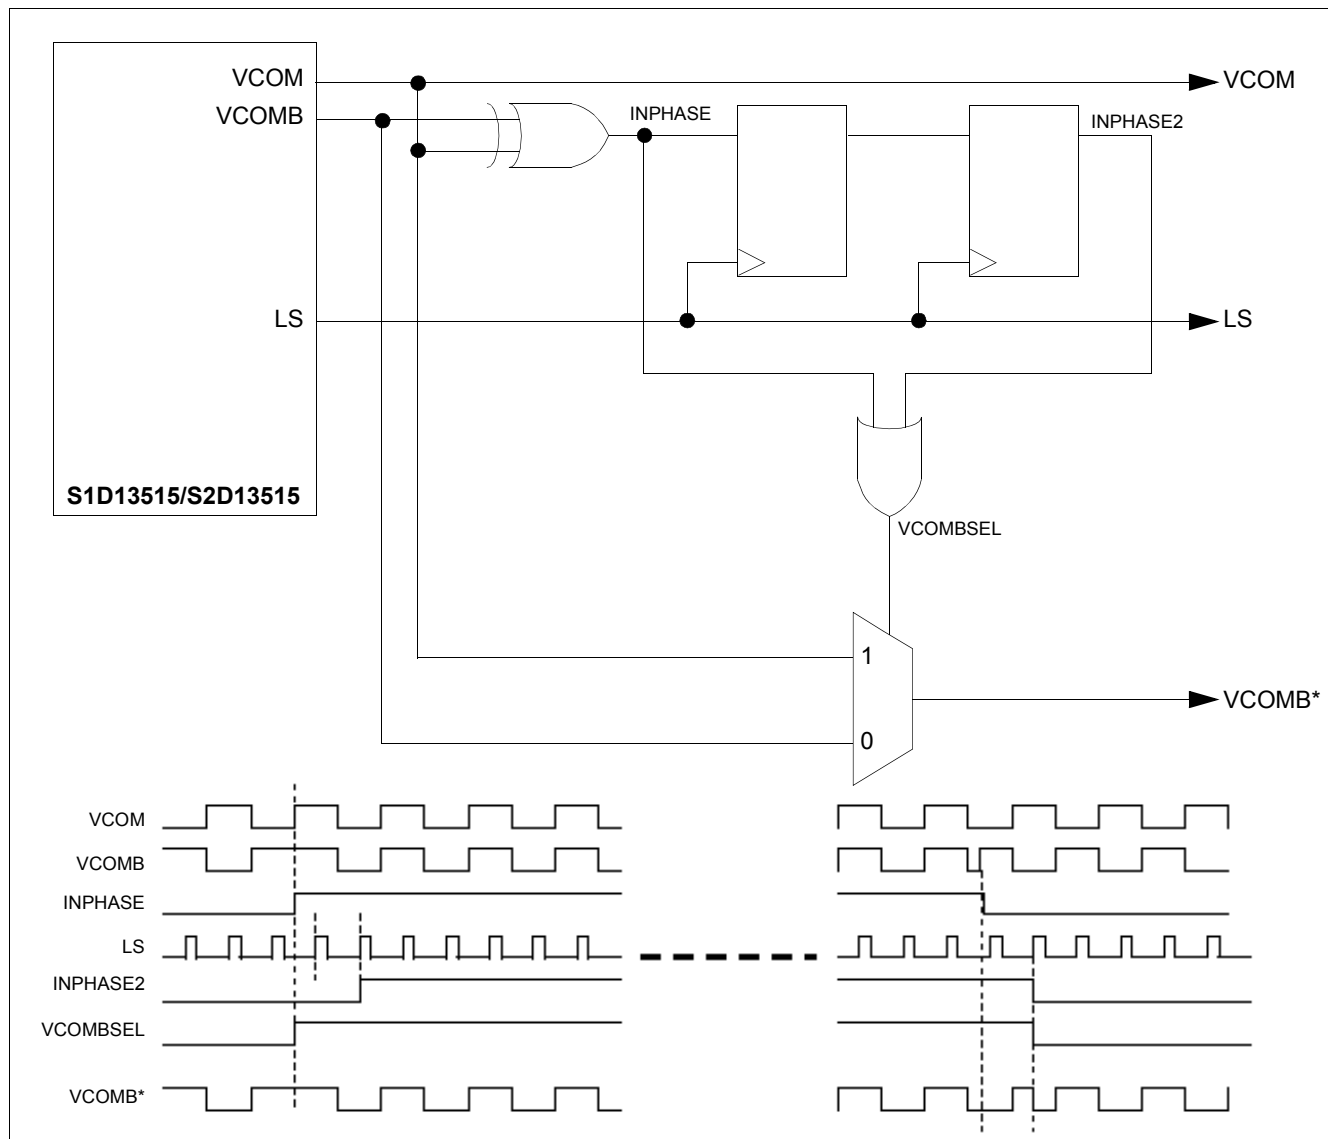 VCOM
VCOM
VCOMB
INPHASE
INPHASE2
LS
LS
S1D13515/S2D13515
VCOMBSEL
1
VCOMB*
0
VCOM
VCOMB
INPHASE
LS
INPHASE2
VCOMBSEL
VCOMB*